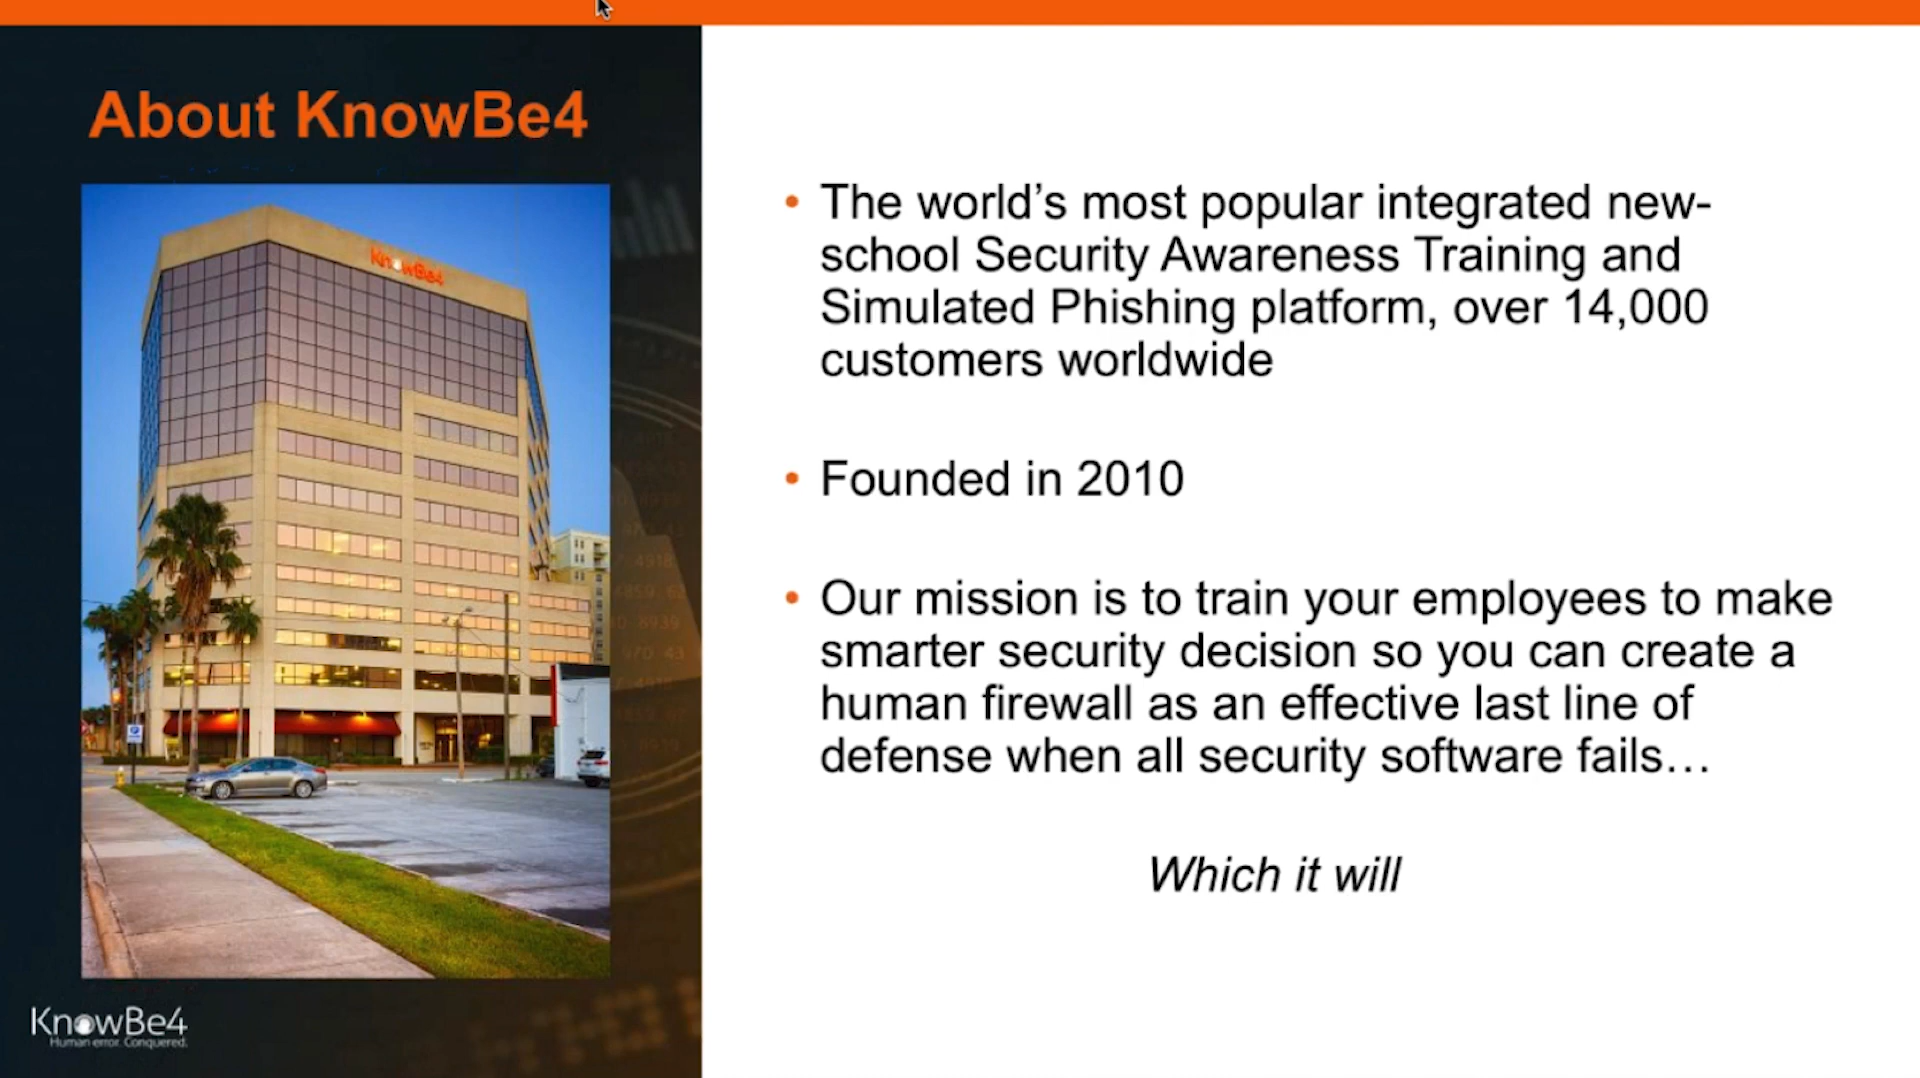 About KnowBe4
KnowBe4
• The world’s most popular integrated new-
school Security Awareness Training and
Simulated Phishing platform, over 14,000
customers worldwide
• Founded in 2010
• Our mission is to train your employees to make
smarter security decision so you can create a
human firewall as an effective last line of
defense when all security software fails…
Which it will
KnowBe4
Human error. Conquered.